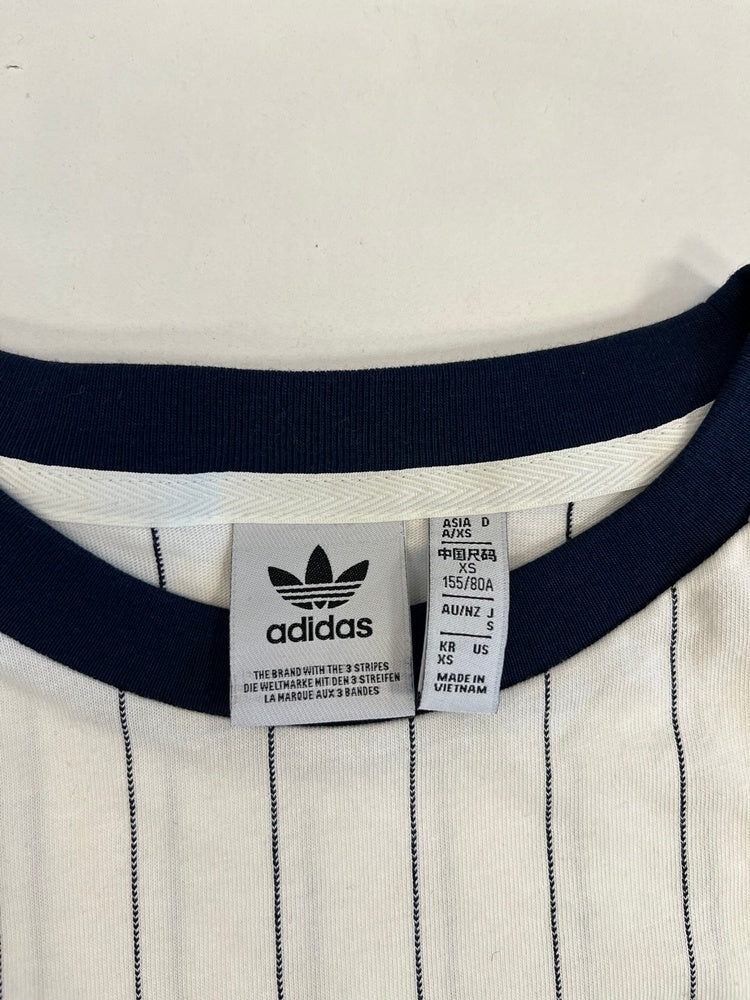 adidas
THE BRAND WITH THE 3 STRIPES
DIE WELTMARKE MIT DEN 3 STREIFEN
LA MARQUE AUX 3 BANDES
ASIA D
A/XS
中国尺码
XS
155/80A
AU/NZ J
S
KR US
XS
MADE IN
VIETNAM